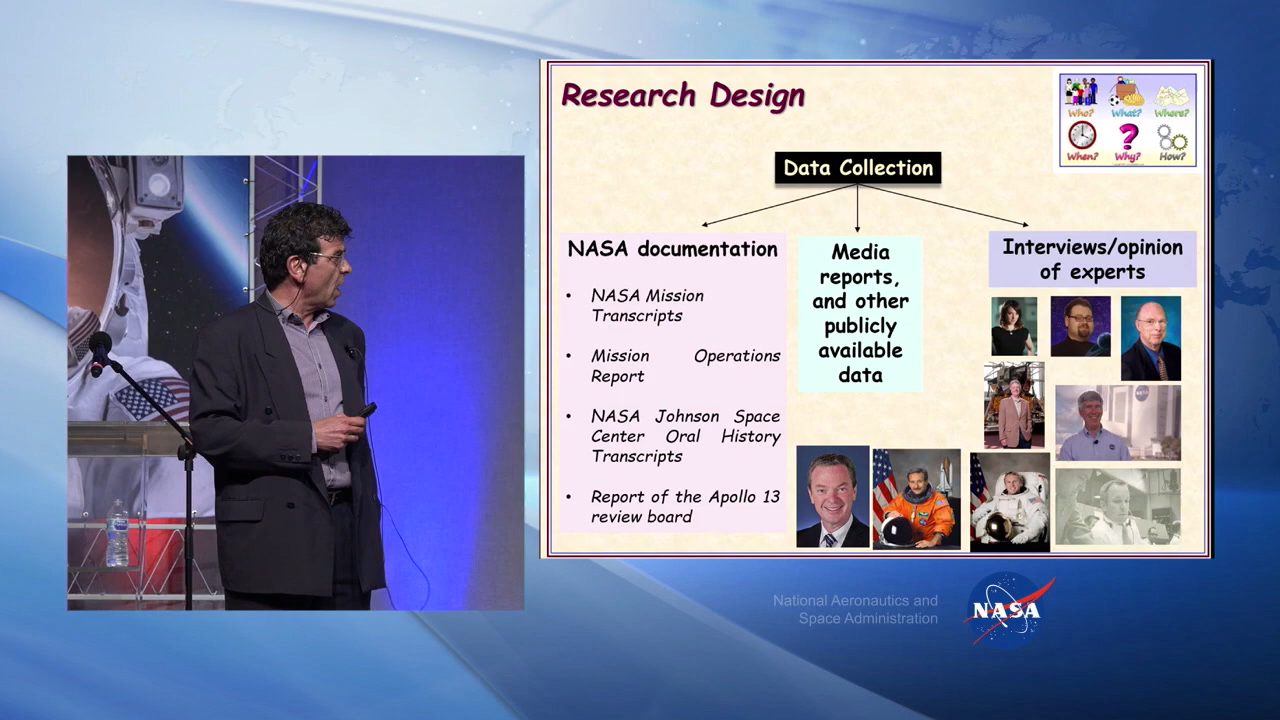 Research Design
Who? What? Where?
When? Why? How?
Data Collection
NASA documentation
• NASA Mission
Transcripts
• Mission Operations
Report
• NASA Johnson Space
Center Oral History
Transcripts
• Report of the Apollo 13
review board
Media
reports,
and other
publicly
available
data
Interviews/opinion
of experts
National Aeronautics and
Space Administration
NASA